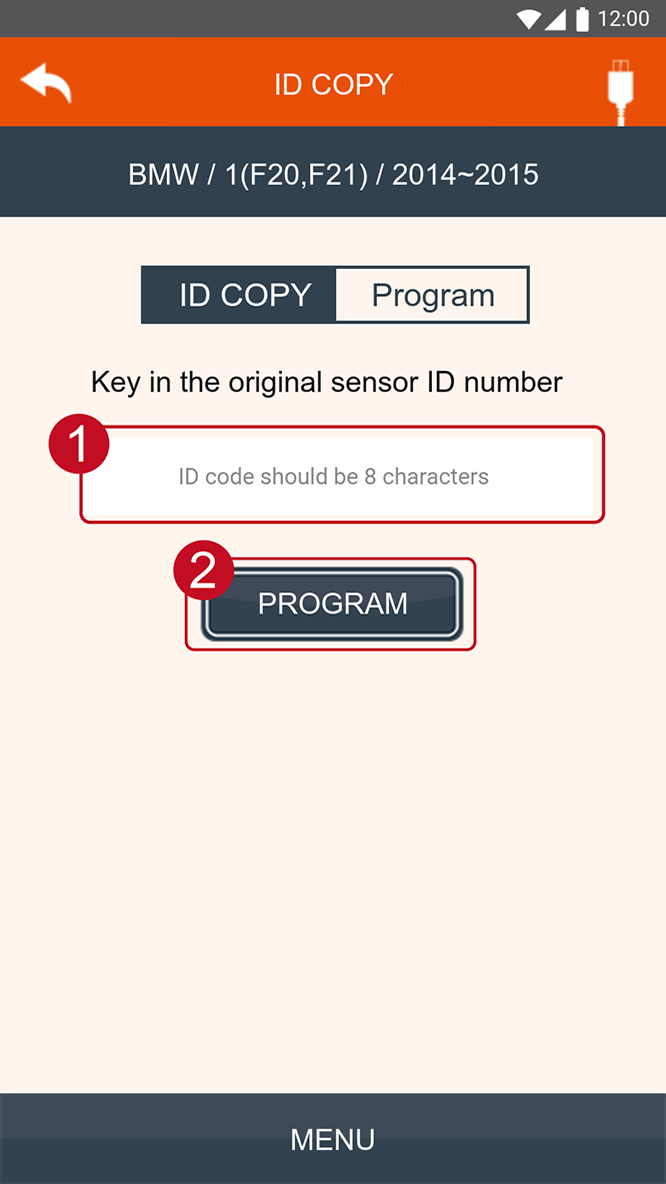 12:00
ID COPY
BMW / 1(F20,F21) / 2014~2015
ID COPY Program
Key in the original sensor ID number
1
ID code should be 8 characters
2
PROGRAM
MENU